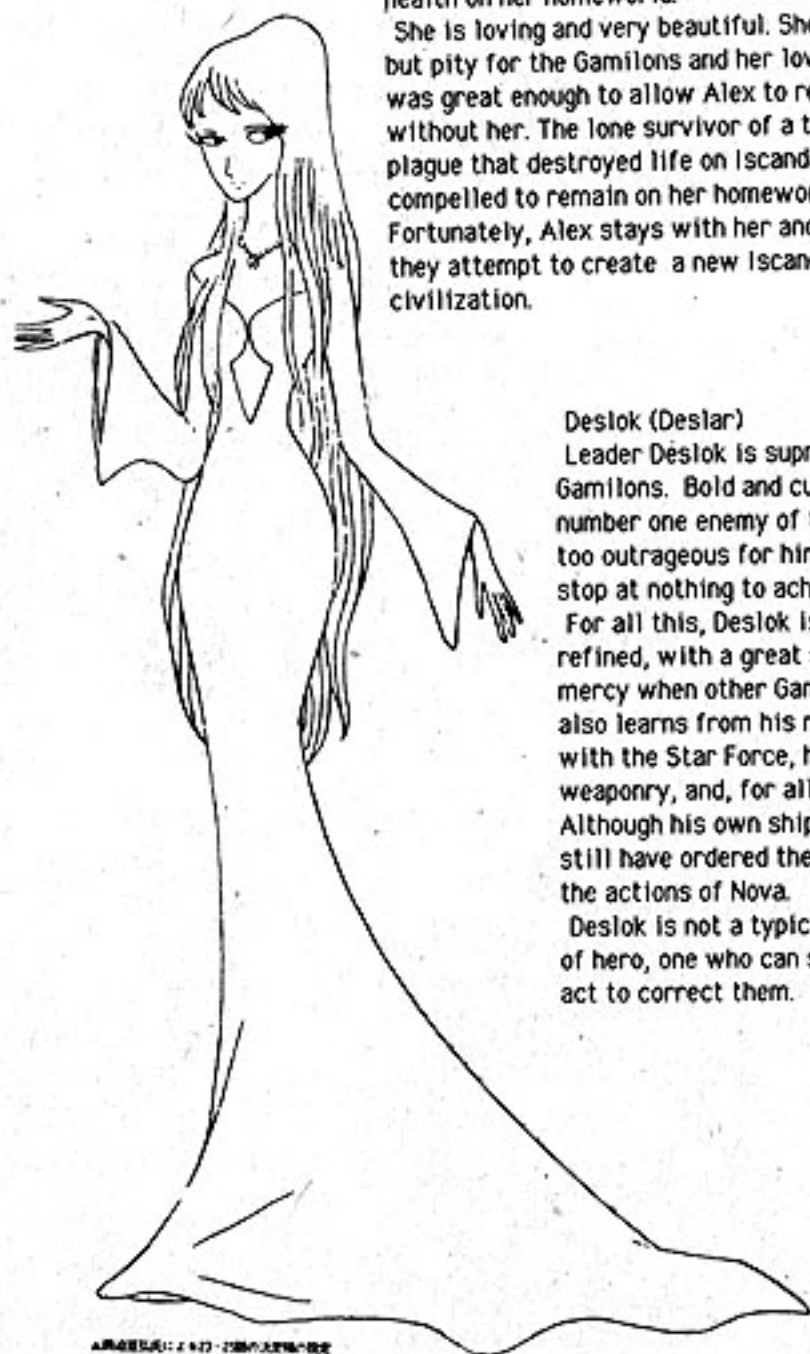 health on her homeworld.
She is loving and very beautiful. She
but pity for the Gamilons and her lov
was great enough to allow Alex to re
without her. The lone survivor of a t
plague that destroyed life on Iscand
compelled to remain on her homewo
Fortunately, Alex stays with her and
they attempt to create a new Iscan
civilization.
Deslok (Deslar)
Leader Deslok is supr
Gamilons. Bold and cu
number one enemy of
too outrageous for hi
stop at nothing to ach
For all this, Deslok is
refined, with a great
mercy when other Gar
also learns from his
with the Star Force, h
weaponry, and, for all
Although his own ship
still have ordered the
the actions of Nova.
Deslok is not a typic
of hero, one who can s
act to correct them.